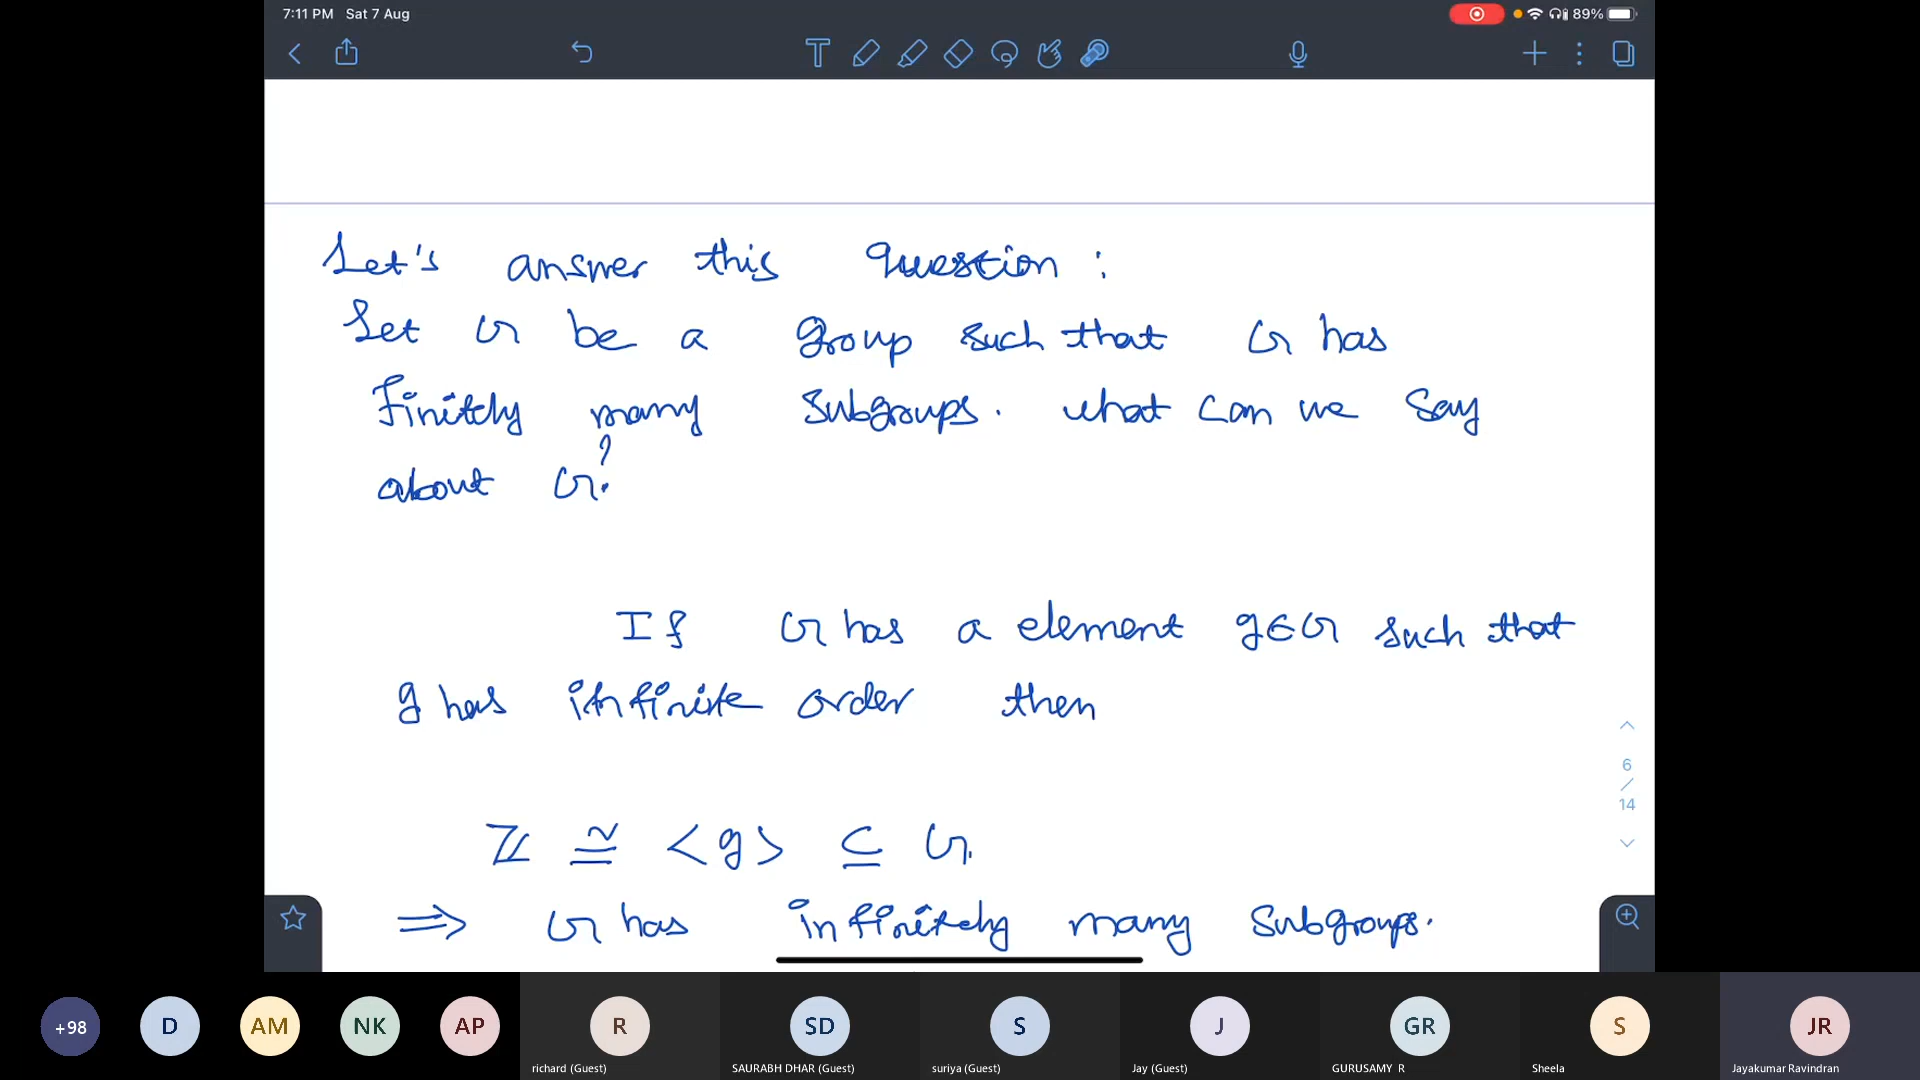 7:11 PM Sat 7 Aug
89%
Let's answer this Question :
Let G be a Group such that G has
Finitely many Subgroups. what can we say
about G?
If G has a element g∈G such that
g has infinite order then
ℤ ≅ <g> ⊆ G.
⇒ G has infinitely many Subgroups.
6
/
14
+98
D
AM
NK
AP
R
SD
S
J
GR
S
JR
richard (Guest)
SAURABH DHAR (Guest)
suriya (Guest)
Jay (Guest)
GURUSAMY R
Sheela
Jayakumar Ravindran